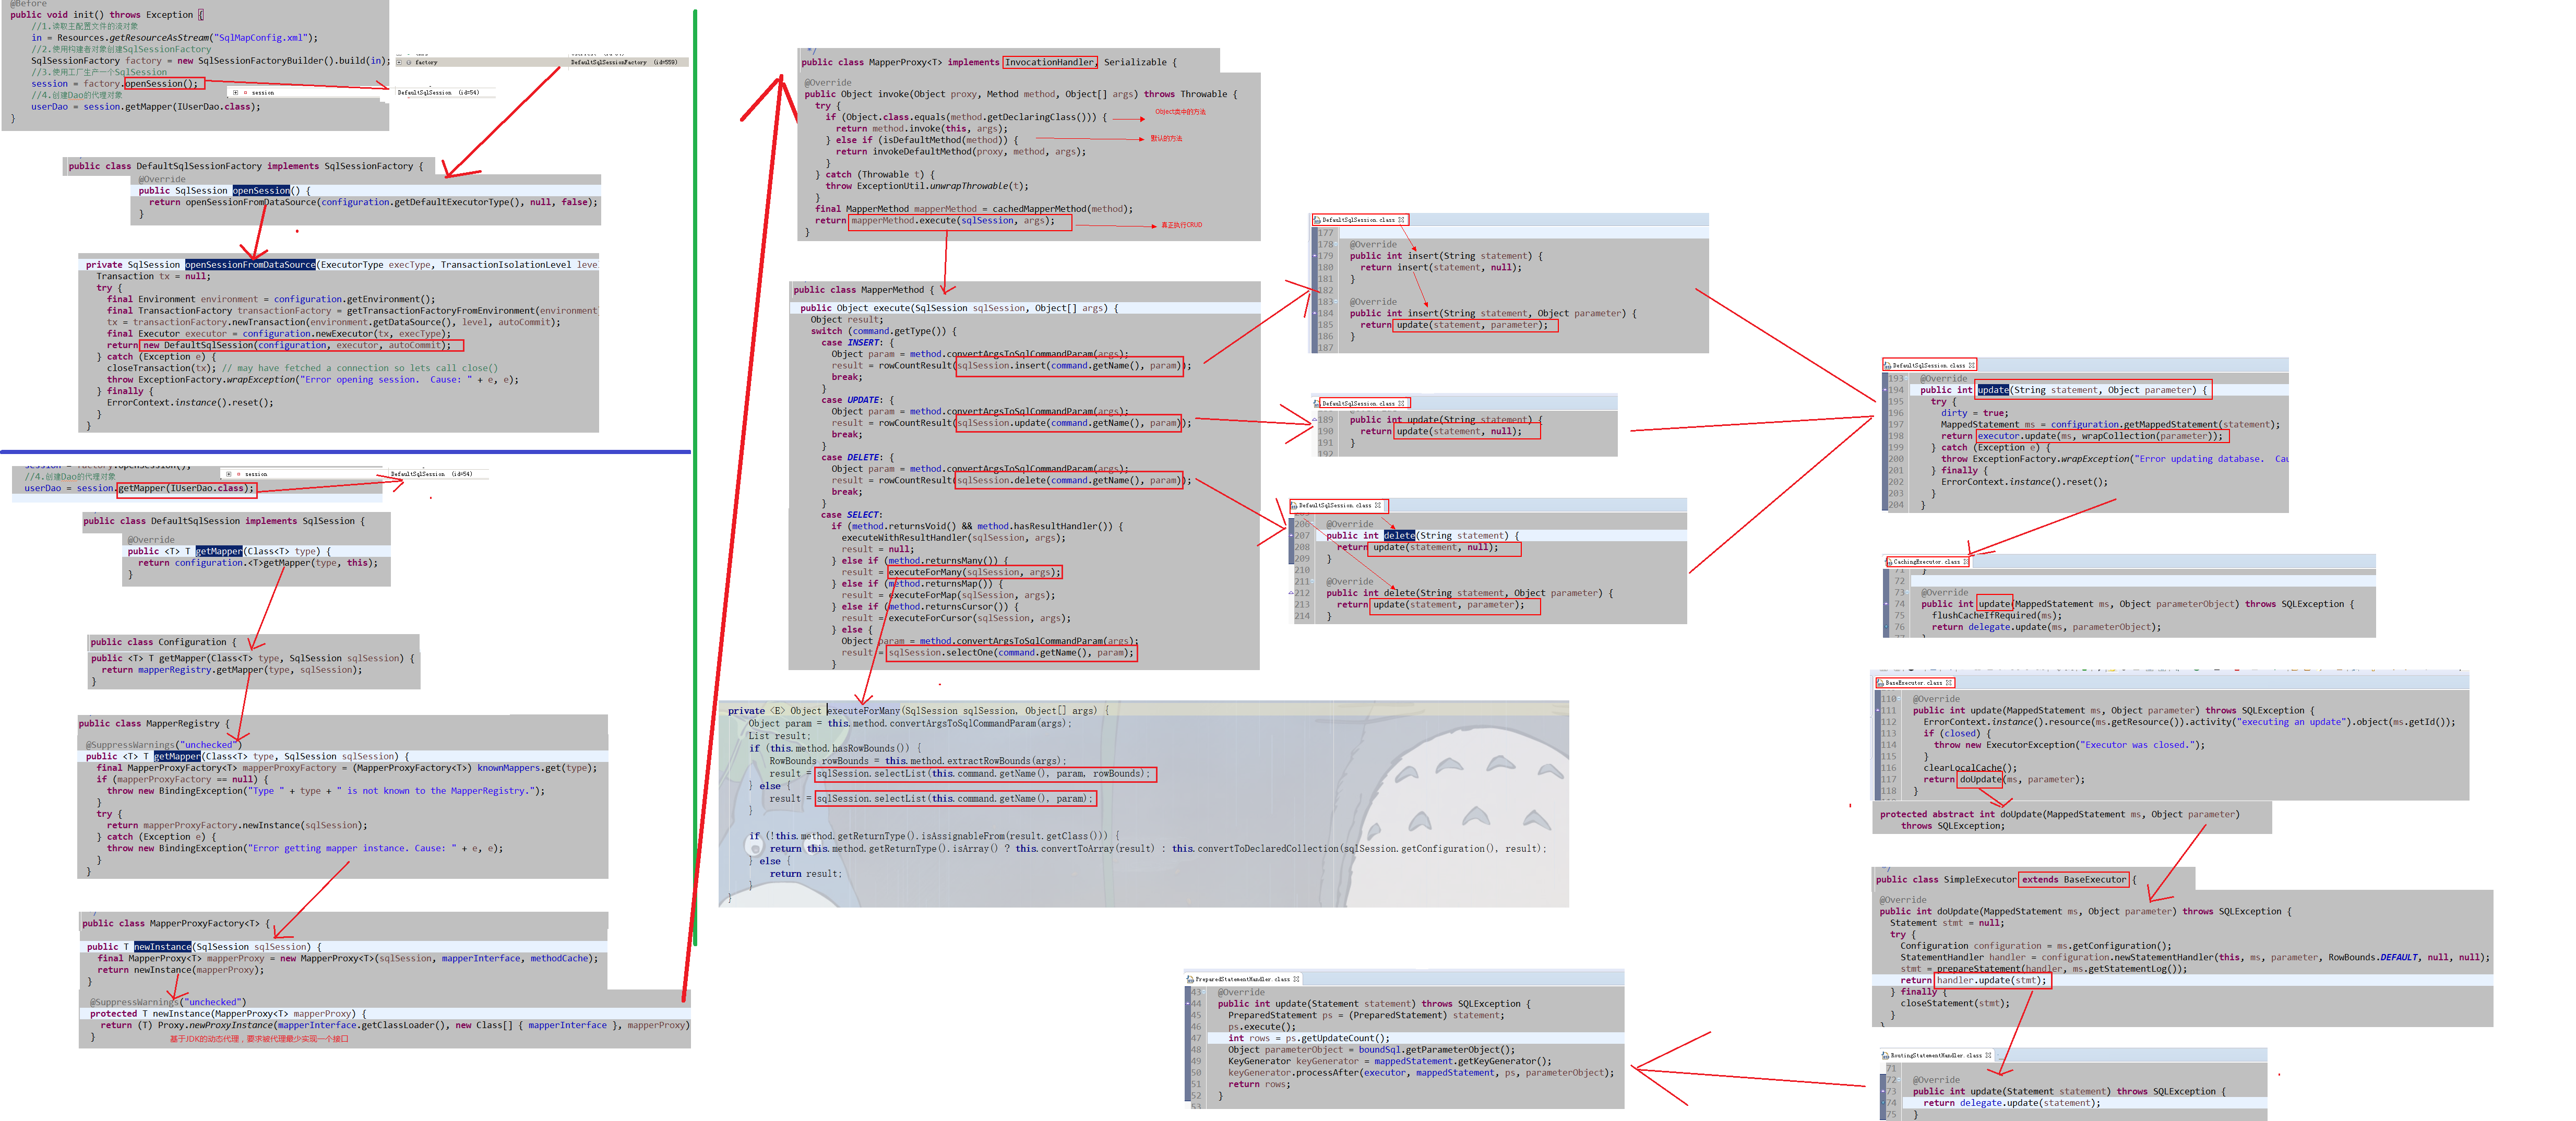 @Before
public void init() throws Exception {
//1.读取主配置文件的流对象
in = Resources.getResourceAsStream("SqlMapConfig.xml");
//2.使用构建者对象创建SqlSessionFactory
SqlSessionFactory factory = new SqlSessionFactoryBuilder().build(in);
//3.使用工厂生产一个SqlSession
session = factory.openSession();
//4.创建Dao的代理对象
userDao = session.getMapper(IUserDao.class);
}
factory DefaultSqlSessionFactory (id=559)
session DefaultSqlSession (id=54)
public class DefaultSqlSessionFactory implements SqlSessionFactory {
@Override
public SqlSession openSession() {
return openSessionFromDataSource(configuration.getDefaultExecutorType(), null, false);
}
private SqlSession openSessionFromDataSource(ExecutorType execType, TransactionIsolationLevel leve
Transaction tx = null;
try {
final Environment environment = configuration.getEnvironment();
final TransactionFactory transactionFactory = getTransactionFactoryFromEnvironment(environment
tx = transactionFactory.newTransaction(environment.getDataSource(), level, autoCommit);
final Executor executor = configuration.newExecutor(tx, execType);
return new DefaultSqlSession(configuration, executor, autoCommit);
} catch (Exception e) {
closeTransaction(tx); // may have fetched a connection so lets call close()
throw ExceptionFactory.wrapException("Error opening session.  Cause: " + e, e);
} finally {
ErrorContext.instance().reset();
}
}
session = factory.openSession();
//4.创建Dao的代理对象
userDao = session.getMapper(IUserDao.class);
session DefaultSqlSession (id=54)
public class DefaultSqlSession implements SqlSession {
@Override
public <T> T getMapper(Class<T> type) {
return configuration.<T>getMapper(type, this);
}
public class Configuration {
public <T> T getMapper(Class<T> type, SqlSession sqlSession) {
return mapperRegistry.getMapper(type, sqlSession);
}
public class MapperRegistry {
@SuppressWarnings("unchecked")
public <T> T getMapper(Class<T> type, SqlSession sqlSession) {
final MapperProxyFactory<T> mapperProxyFactory = (MapperProxyFactory<T>) knownMappers.get(type);
if (mapperProxyFactory == null) {
throw new BindingException("Type " + type + " is not known to the MapperRegistry.");
}
try {
return mapperProxyFactory.newInstance(sqlSession);
} catch (Exception e) {
throw new BindingException("Error getting mapper instance. Cause: " + e, e);
}
}
public class MapperProxyFactory<T> {
public T newInstance(SqlSession sqlSession) {
final MapperProxy<T> mapperProxy = new MapperProxy<T>(sqlSession, mapperInterface, methodCache);
return newInstance(mapperProxy);
}
@SuppressWarnings("unchecked")
protected T newInstance(MapperProxy<T> mapperProxy) {
return (T) Proxy.newProxyInstance(mapperInterface.getClassLoader(), new Class[] { mapperInterface }, mapperProxy)
}
基于JDK的动态代理，要求被代理最少实现一个接口
*/
public class MapperProxy<T> implements InvocationHandler, Serializable {
@Override
public Object invoke(Object proxy, Method method, Object[] args) throws Throwable {
try {
if (Object.class.equals(method.getDeclaringClass())) {
Object类中的方法
return method.invoke(this, args);
} else if (isDefaultMethod(method)) {
默认的方法
return invokeDefaultMethod(proxy, method, args);
}
} catch (Throwable t) {
throw ExceptionUtil.unwrapThrowable(t);
}
final MapperMethod mapperMethod = cachedMapperMethod(method);
return mapperMethod.execute(sqlSession, args);
真正执行CRUD
}
public class MapperMethod {
public Object execute(SqlSession sqlSession, Object[] args) {
Object result;
switch (command.getType()) {
case INSERT: {
Object param = method.convertArgsToSqlCommandParam(args);
result = rowCountResult(sqlSession.insert(command.getName(), param));
break;
}
case UPDATE: {
Object param = method.convertArgsToSqlCommandParam(args);
result = rowCountResult(sqlSession.update(command.getName(), param));
break;
}
case DELETE: {
Object param = method.convertArgsToSqlCommandParam(args);
result = rowCountResult(sqlSession.delete(command.getName(), param));
break;
}
case SELECT:
if (method.returnsVoid() && method.hasResultHandler()) {
executeWithResultHandler(sqlSession, args);
result = null;
} else if (method.returnsMany()) {
result = executeForMany(sqlSession, args);
} else if (method.returnsMap()) {
result = executeForMap(sqlSession, args);
} else if (method.returnsCursor()) {
result = executeForCursor(sqlSession, args);
} else {
Object param = method.convertArgsToSqlCommandParam(args);
result = sqlSession.selectOne(command.getName(), param);
}
private <E> Object executeForMany(SqlSession sqlSession, Object[] args) {
Object param = this.method.convertArgsToSqlCommandParam(args);
List result;
if (this.method.hasRowBounds()) {
RowBounds rowBounds = this.method.extractRowBounds(args);
result = sqlSession.selectList(this.command.getName(), param, rowBounds);
} else {
result = sqlSession.selectList(this.command.getName(), param);
}
if (!this.method.getReturnType().isAssignableFrom(result.getClass())) {
return this.method.getReturnType().isArray() ? this.convertToArray(result) : this.convertToDeclaredCollection(sqlSession.getConfiguration(), result);
} else {
return result;
}
}
DefaultSqlSession.class
177
178 @Override
179 public int insert(String statement) {
180 return insert(statement, null);
181 }
182
183 @Override
184 public int insert(String statement, Object parameter) {
185 return update(statement, parameter);
186 }
187
DefaultSqlSession.class
189 public int update(String statement) {
190 return update(statement, null);
191 }
192
DefaultSqlSession.class
206 @Override
207 public int delete(String statement) {
208 return update(statement, null);
209 }
210
211 @Override
212 public int delete(String statement, Object parameter) {
213 return update(statement, parameter);
214 }
DefaultSqlSession.class
193 @Override
194 public int update(String statement, Object parameter) {
195 try {
196 dirty = true;
197 MappedStatement ms = configuration.getMappedStatement(statement);
198 return executor.update(ms, wrapCollection(parameter));
199 } catch (Exception e) {
200 throw ExceptionFactory.wrapException("Error updating database.  Cau
201 } finally {
202 ErrorContext.instance().reset();
203 }
204 }
CachingExecutor.class
71 }
72
73 @Override
74 public int update(MappedStatement ms, Object parameterObject) throws SQLException {
75 flushCacheIfRequired(ms);
76 return delegate.update(ms, parameterObject);
77 }
BaseExecutor.class
110 @Override
111 public int update(MappedStatement ms, Object parameter) throws SQLException {
112 ErrorContext.instance().resource(ms.getResource()).activity("executing an update").object(ms.getId());
113 if (closed) {
114 throw new ExecutorException("Executor was closed.");
115 }
116 clearLocalCache();
117 return doUpdate(ms, parameter);
118 }
protected abstract int doUpdate(MappedStatement ms, Object parameter)
throws SQLException;
*/
public class SimpleExecutor extends BaseExecutor {
@Override
public int doUpdate(MappedStatement ms, Object parameter) throws SQLException {
Statement stmt = null;
try {
Configuration configuration = ms.getConfiguration();
StatementHandler handler = configuration.newStatementHandler(this, ms, parameter, RowBounds.DEFAULT, null, null);
stmt = prepareStatement(handler, ms.getStatementLog());
return handler.update(stmt);
} finally {
closeStatement(stmt);
}
}
RoutingStatementHandler.class
71
72 @Override
73 public int update(Statement statement) throws SQLException {
74 return delegate.update(statement);
75 }
PreparedStatementHandler.class
43 @Override
44 public int update(Statement statement) throws SQLException {
45 PreparedStatement ps = (PreparedStatement) statement;
46 ps.execute();
47 int rows = ps.getUpdateCount();
48 Object parameterObject = boundSql.getParameterObject();
49 KeyGenerator keyGenerator = mappedStatement.getKeyGenerator();
50 keyGenerator.processAfter(executor, mappedStatement, ps, parameterObject);
51 return rows;
52 }
53